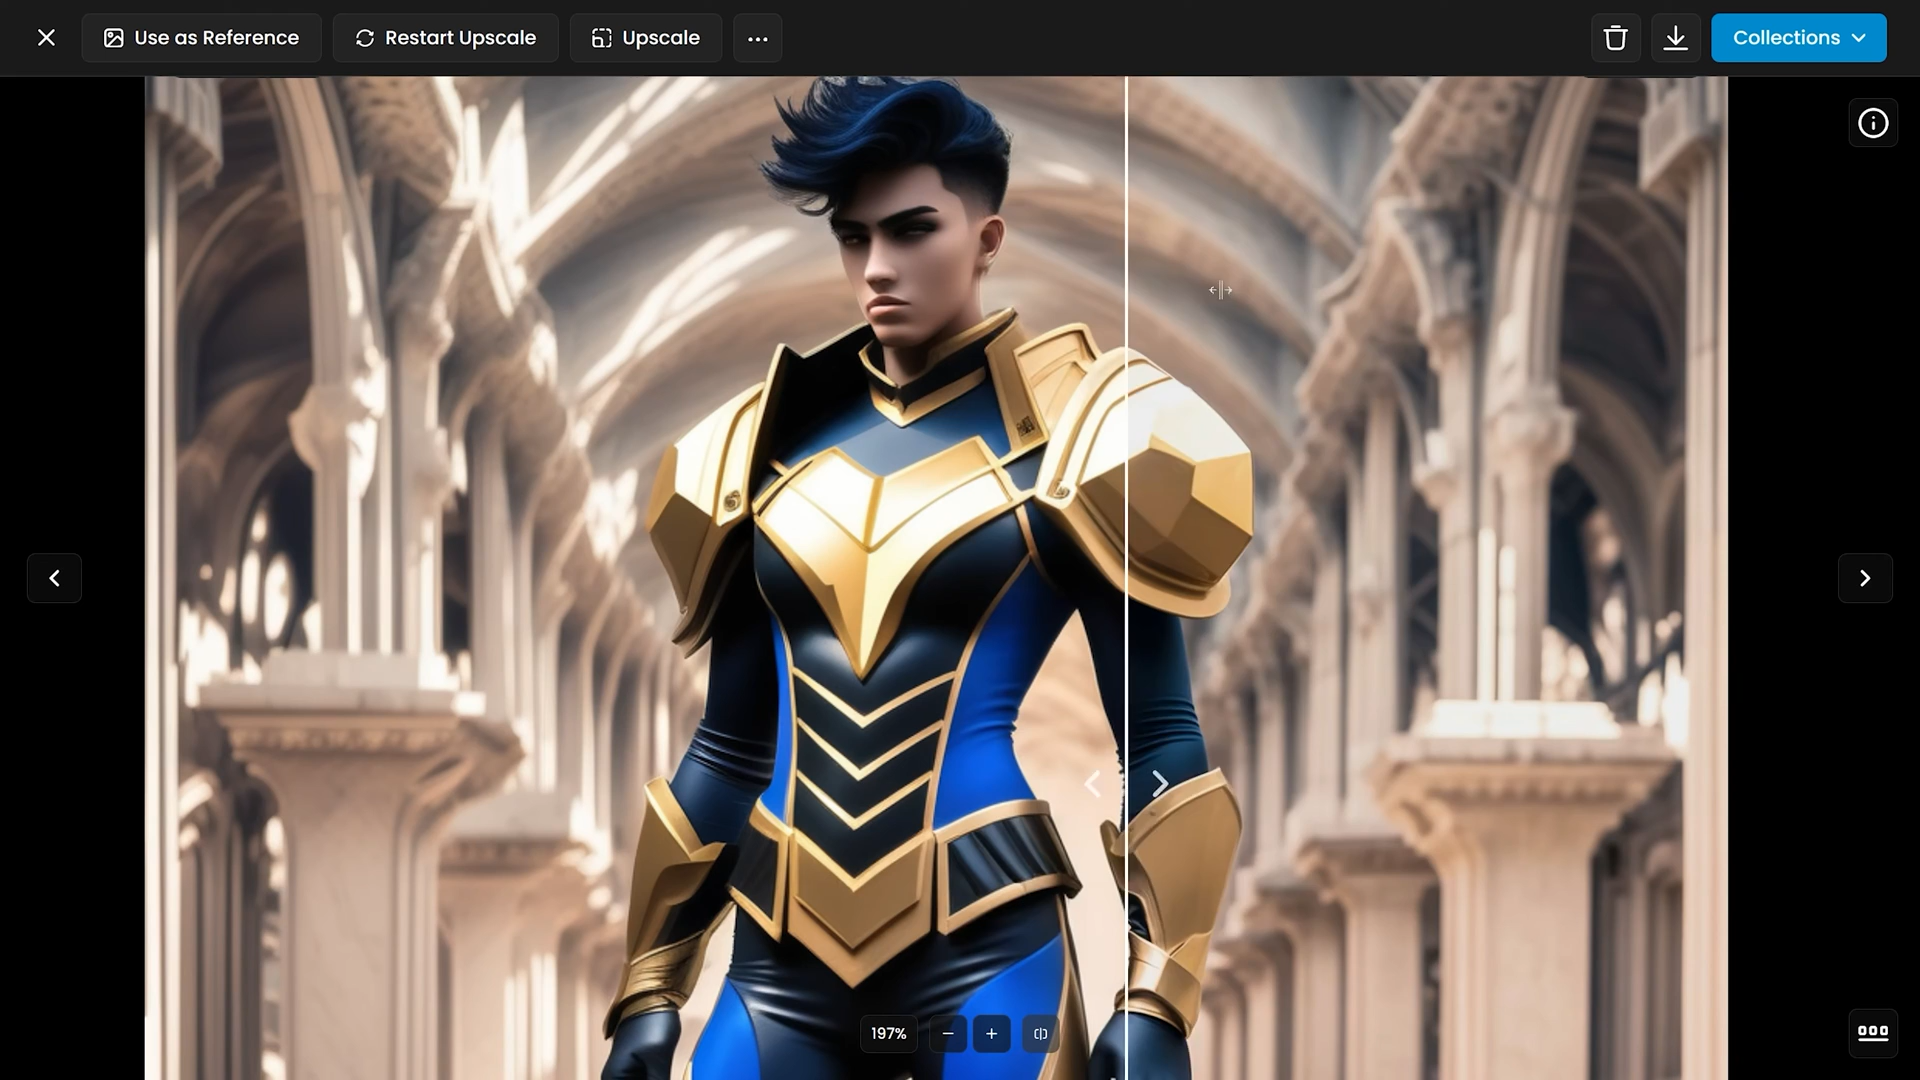 Use as Reference
Restart Upscale
Upscale
Collections
197%